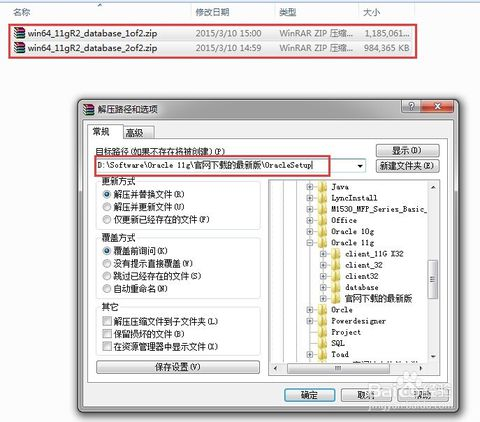 名称 修改日期 类型 大小
win64_11gR2_database_1of2.zip 2015/3/10 15:00 WinRAR ZIP 压缩... 1,185,061...
win64_11gR2_database_2of2.zip 2015/3/10 14:59 WinRAR ZIP 压缩... 984,365 KB
解压路径和选项
常规 高级
目标路径(如果不存在将被创建)(P)
显示(D)
D:\Software\Oracle 11g\官网下载的最新版\OracleSetup
新建文件夹(E)
更新方式
解压并替换文件(R)
解压并更新文件(U)
仅更新已经存在的文件(F)
覆盖方式
覆盖前询问(K)
没有提示直接覆盖(W)
跳过已经存在的文件(S)
自动重命名(N)
其它
解压压缩文件到子文件夹(L)
保留损坏的文件(B)
在资源管理器中显示文件(X)
保存设置(V)
Java
LyncInstall
M1530_MFP_Series_Basic_
Office
Oracle 10g
Oracle 11g
client_11G X32
client_32
client32
database
官网下载的最新版
Orcle
Powerdesigner
Project
SQL
Toad
确定 取消 帮助
Baidu 经验
jingyan.baidu.com